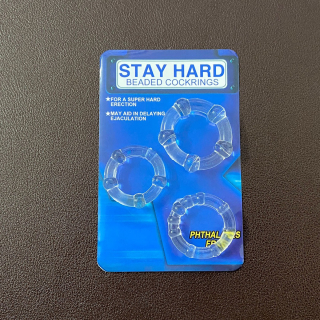 STAY HARD
BEADED COCKRINGS
★FOR A SUPER HARD
ERECTION
★MAY AID IN DELAYING
EJACULATION